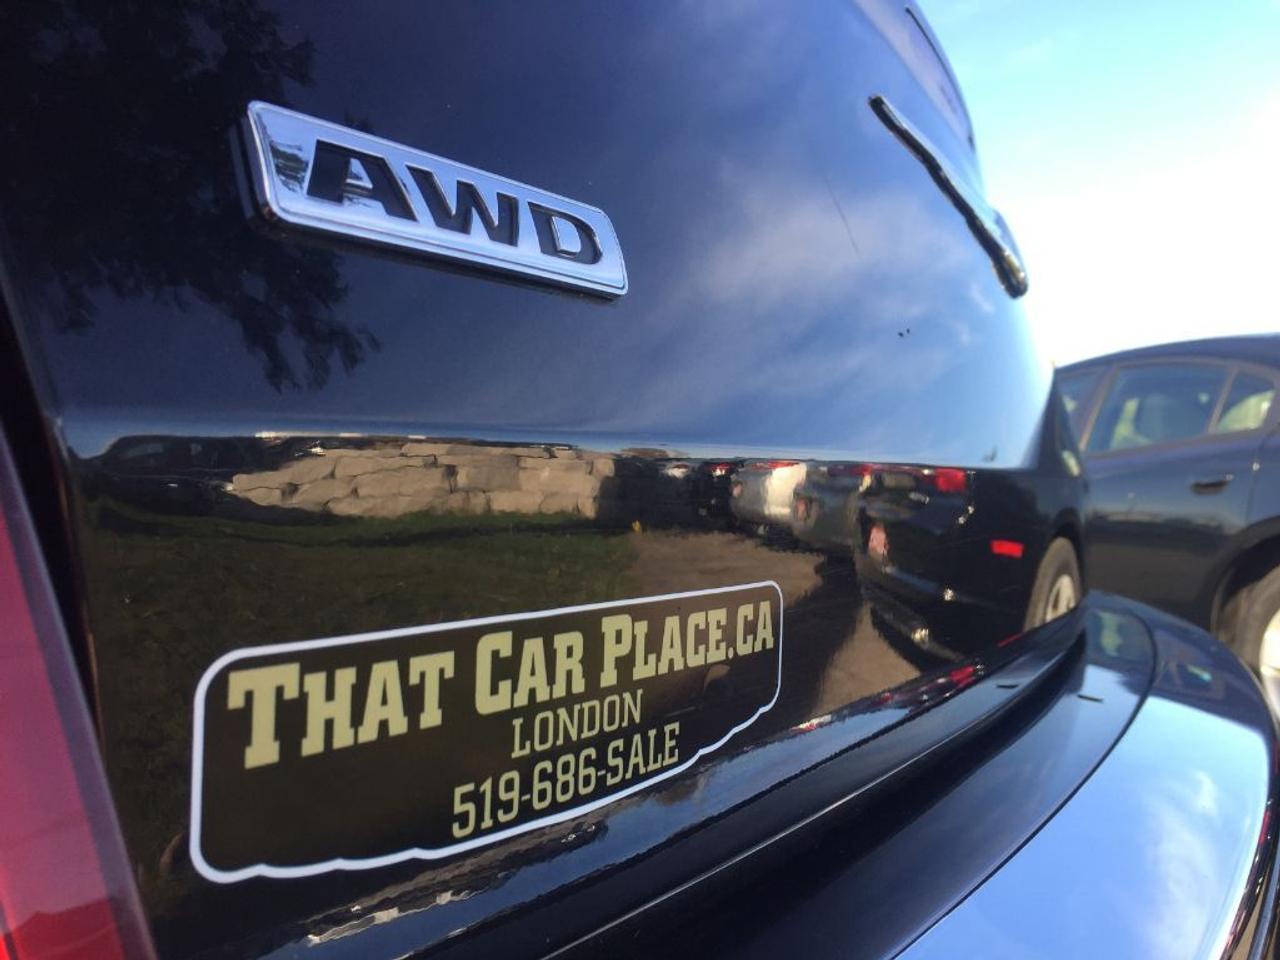 AWD
THAT CAR PLACE.CA
LONDON
519-686-SALE